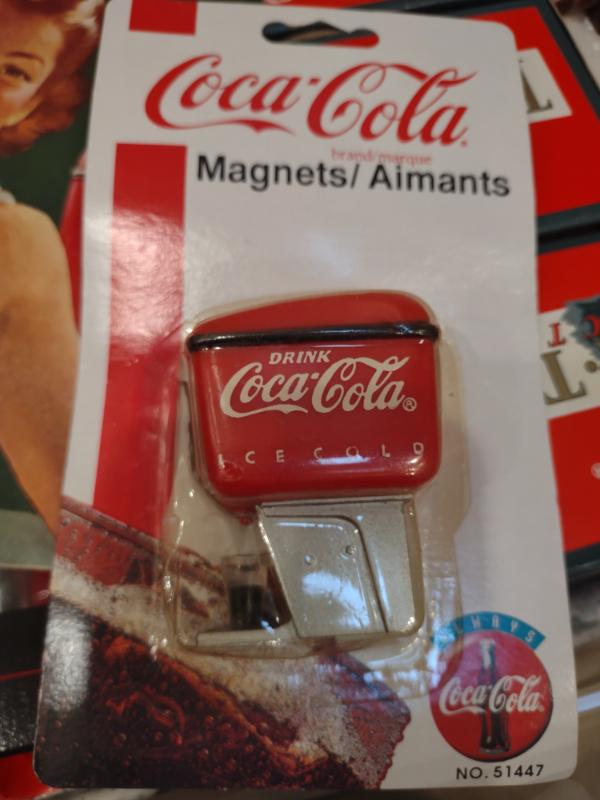 Coca-Cola
brand/marque
Magnets/ Aimants
DRINK
Coca-Cola®
ICE COLD
ALWAYS
Coca-Cola
NO. 51447